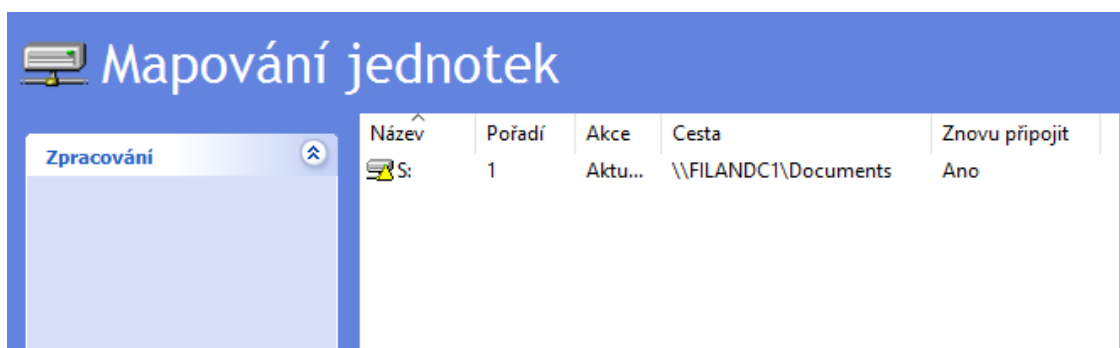 Mapování jednotek
Zpracování
Název Pořadí Akce Cesta Znovu připojit
S: 1 Aktu... \\FILANDC1\Documents Ano